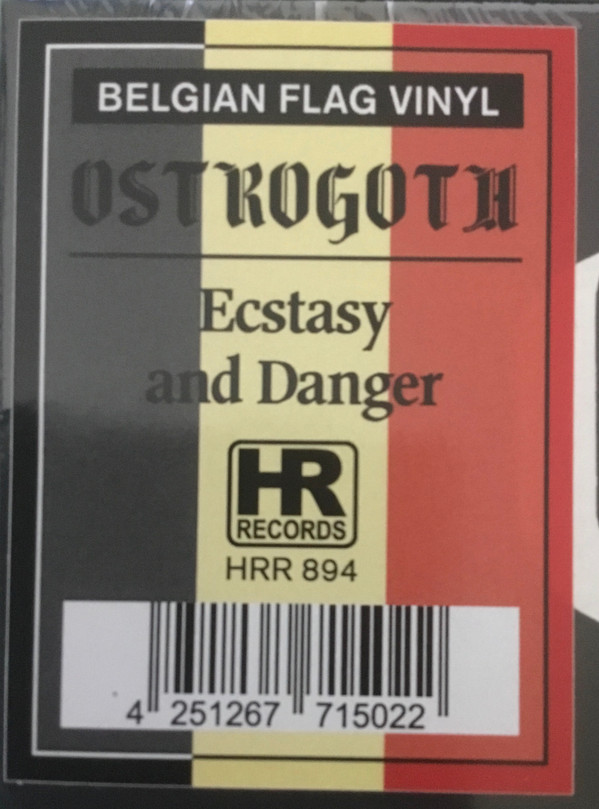 BELGIAN FLAG VINYL
OSTROGOTH
Ecstasy
and Danger
HR
RECORDS
HRR 894
4 251267 715022